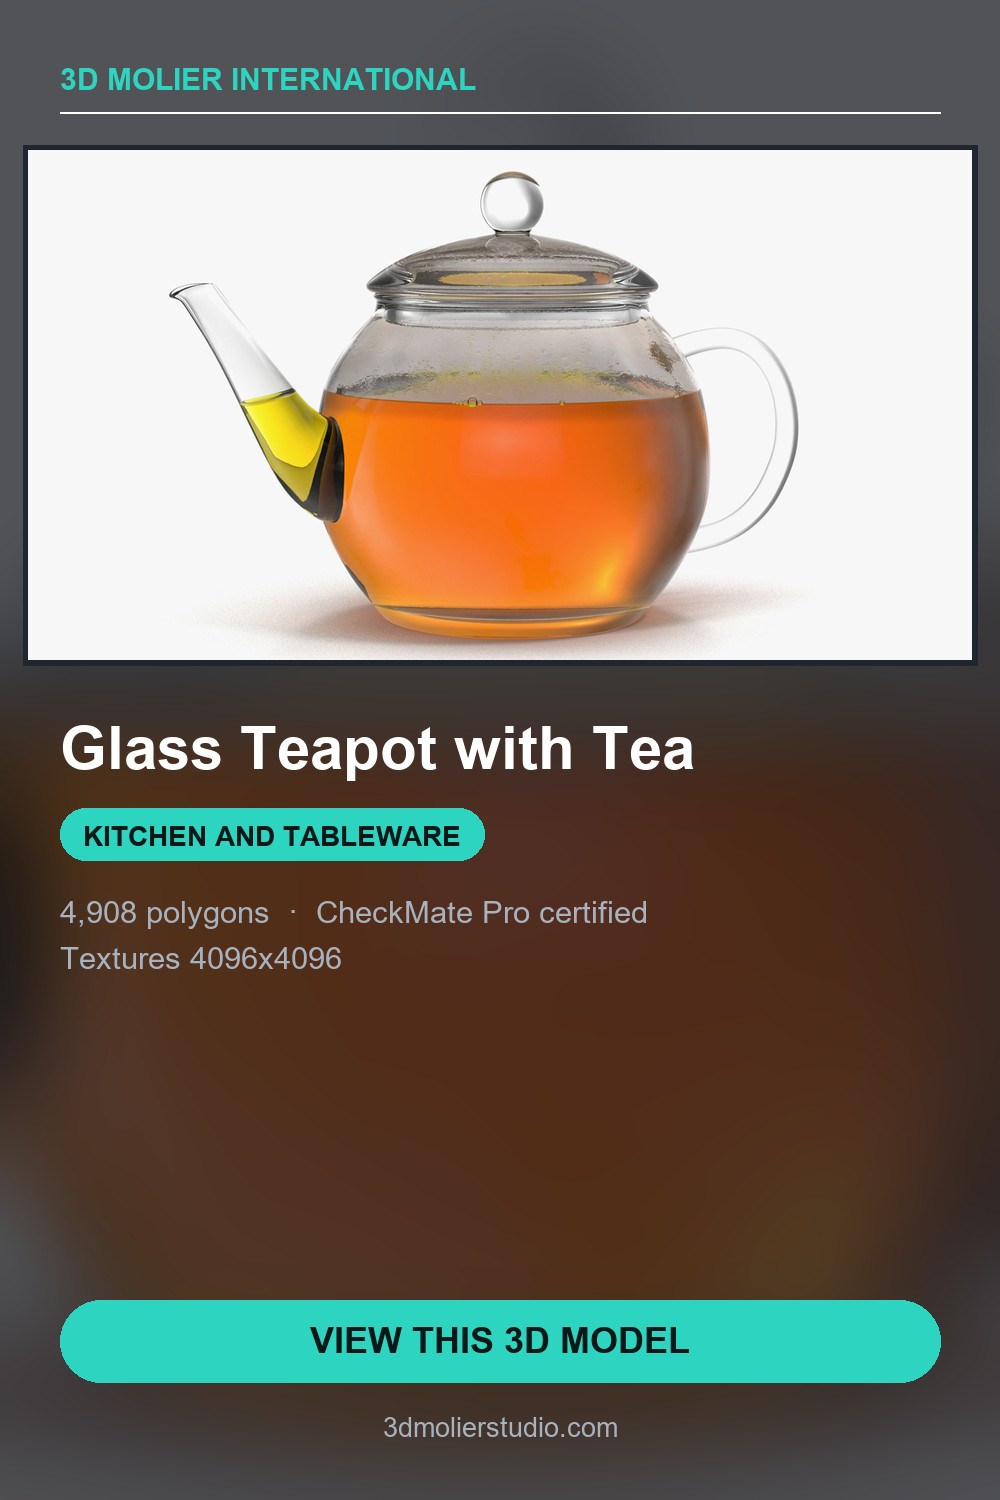 3D MOLIER INTERNATIONAL
Glass Teapot with Tea
KITCHEN AND TABLEWARE
4,908 polygons · CheckMate Pro certified
Textures 4096x4096
VIEW THIS 3D MODEL
3dmolierstudio.com